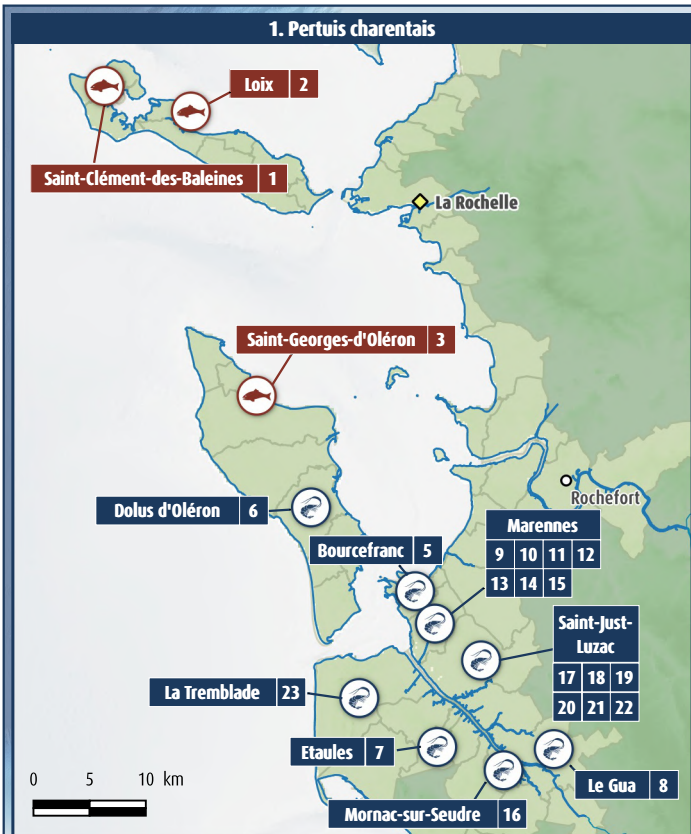 1. Pertuis charentais
Loix 2
Saint-Clément-des-Baleines 1
La Rochelle
Saint-Georges-d'Oléron 3
Rochefort
Dolus d'Oléron 6
Marennes
9 10 11 12
13 14 15
Bourcefranc 5
Saint-Just-
Luzac
17 18 19
20 21 22
La Tremblade 23
Etaules 7
Le Gua 8
Mornac-sur-Seudre 16
0 5 10 km